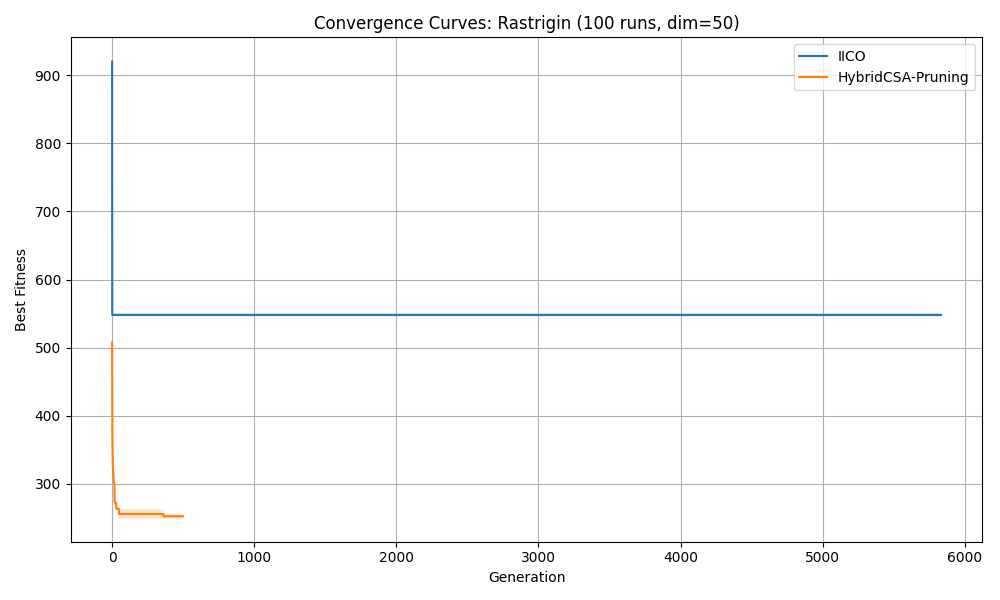 Convergence Curves: Rastrigin (100 runs, dim=50)
IICO
HybridCSA-Pruning
Best Fitness
900
800
700
600
500
400
300
0 1000 2000 3000 4000 5000 6000
Generation